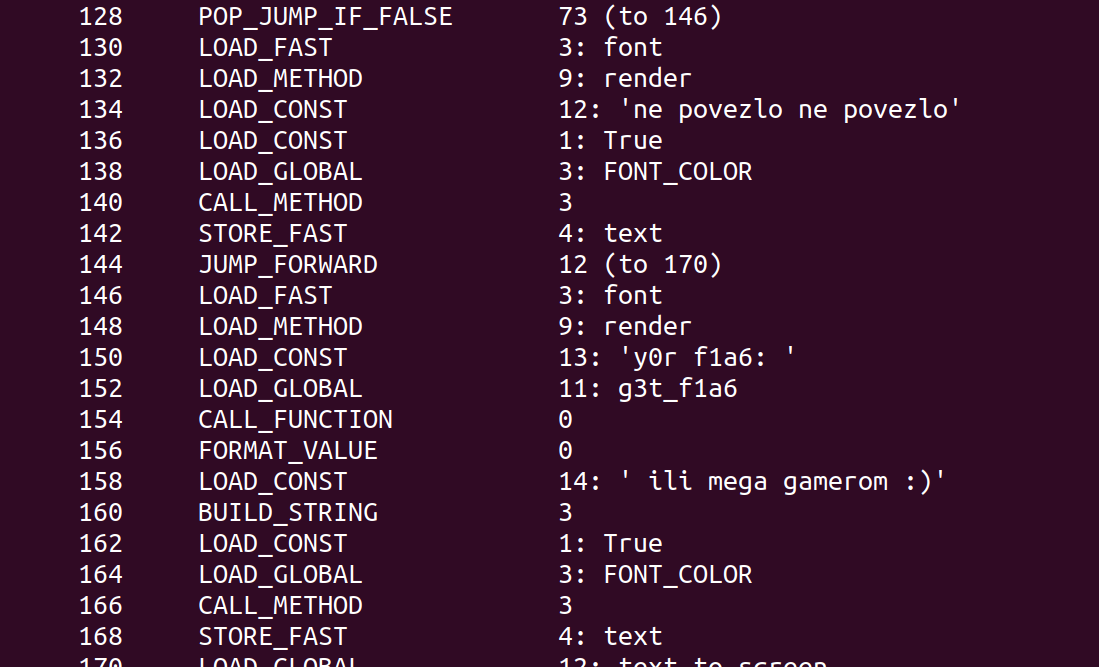 128 POP_JUMP_IF_FALSE 73 (to 146)
130 LOAD_FAST 3: font
132 LOAD_METHOD 9: render
134 LOAD_CONST 12: 'ne povezlo ne povezlo'
136 LOAD_CONST 1: True
138 LOAD_GLOBAL 3: FONT_COLOR
140 CALL_METHOD 3
142 STORE_FAST 4: text
144 JUMP_FORWARD 12 (to 170)
146 LOAD_FAST 3: font
148 LOAD_METHOD 9: render
150 LOAD_CONST 13: 'y0r f1a6: '
152 LOAD_GLOBAL 11: g3t_f1a6
154 CALL_FUNCTION 0
156 FORMAT_VALUE 0
158 LOAD_CONST 14: ' ili mega gamerom :)'
160 BUILD_STRING 3
162 LOAD_CONST 1: True
164 LOAD_GLOBAL 3: FONT_COLOR
166 CALL_METHOD 3
168 STORE_FAST 4: text
170 LOAD_GLOBAL 12: text_to_screen